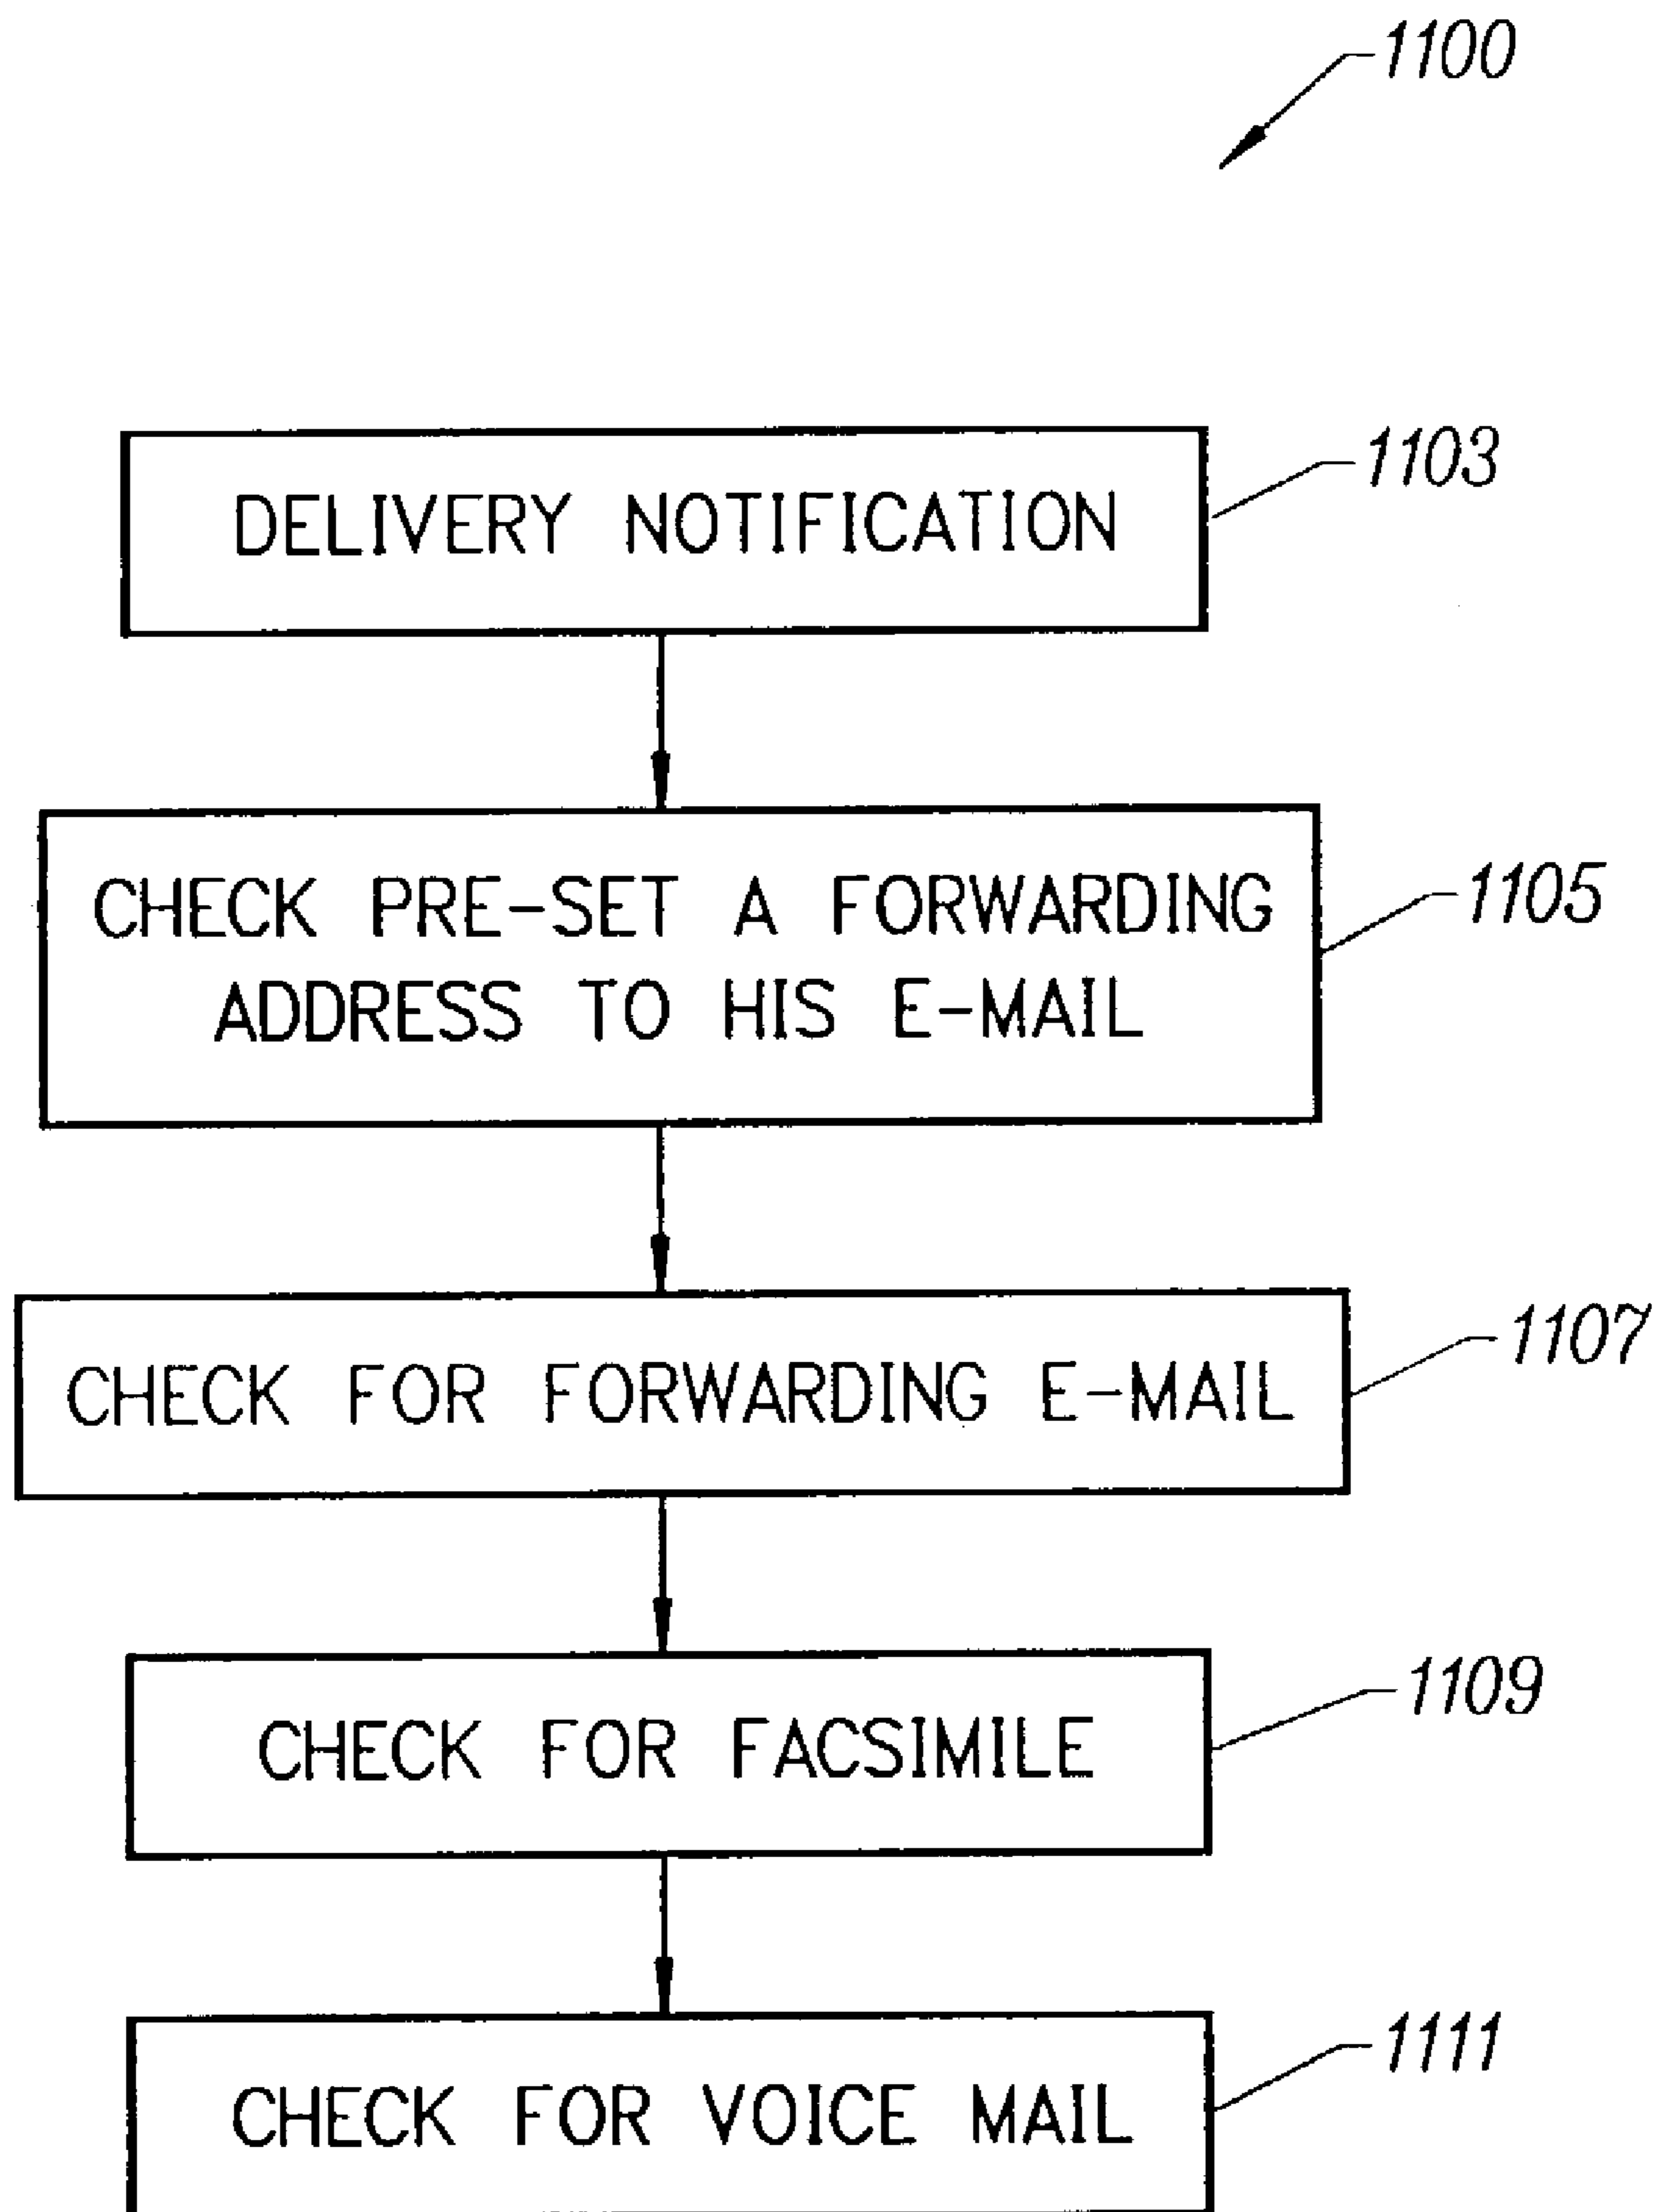 1100
DELIVERY NOTIFICATION
1103
CHECK PRE-SET A FORWARDING
ADDRESS TO HIS E-MAIL
1105
CHECK FOR FORWARDING E-MAIL
1107
CHECK FOR FACSIMILE
1109
CHECK FOR VOICE MAIL
1111